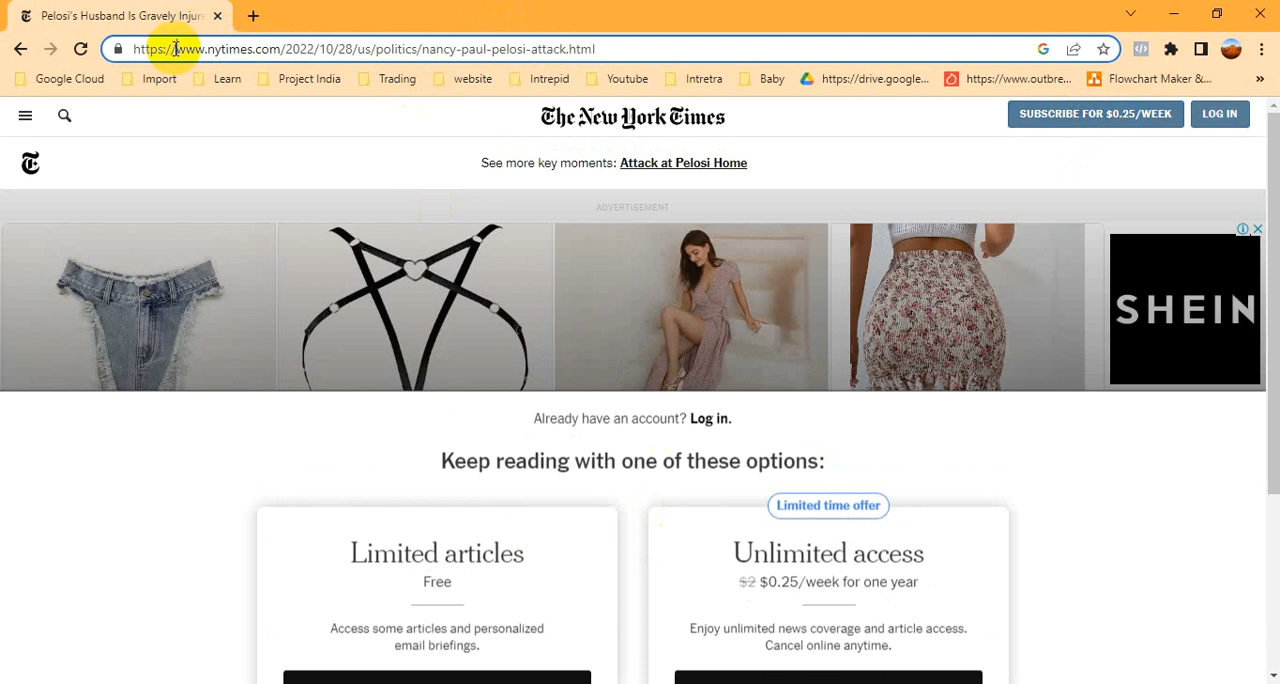 Pelosi's Husband Is Gravely Injure
https://www.nytimes.com/2022/10/28/us/politics/nancy-paul-pelosi-attack.html
Google Cloud Import Learn Project India Trading website Intrepid Youtube Intretra Baby https://drive.google... https://www.outbre... Flowchart Maker &... »
The New York Times
SUBSCRIBE FOR $0.25/WEEK LOG IN
See more key moments: Attack at Pelosi Home
ADVERTISEMENT
SHEIN
Already have an account? Log in.
Keep reading with one of these options:
Limited time offer
Limited articles
Free
Access some articles and personalized
email briefings.
Unlimited access
$2 $0.25/week for one year
Enjoy unlimited news coverage and article access.
Cancel online anytime.